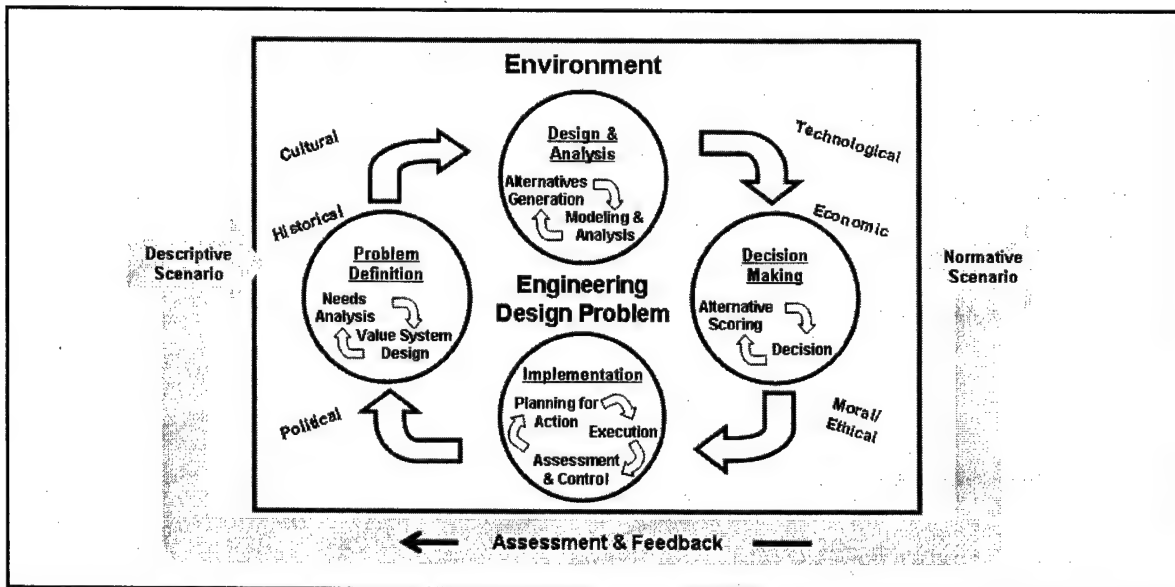 Environment
Cultural
Design &
Analysis
Alternatives
Generation
Modeling &
Analysis
Technological
Historical
Economic
Descriptive
Scenario
Problem
Definition
Needs
Analysis
Value System
Design
Engineering
Design Problem
Decision
Making
Alternative
Scoring
Decision
Normative
Scenario
Political
Implementation
Planning for
Action
Execution
Assessment
& Control
Moral/
Ethical
Assessment & Feedback